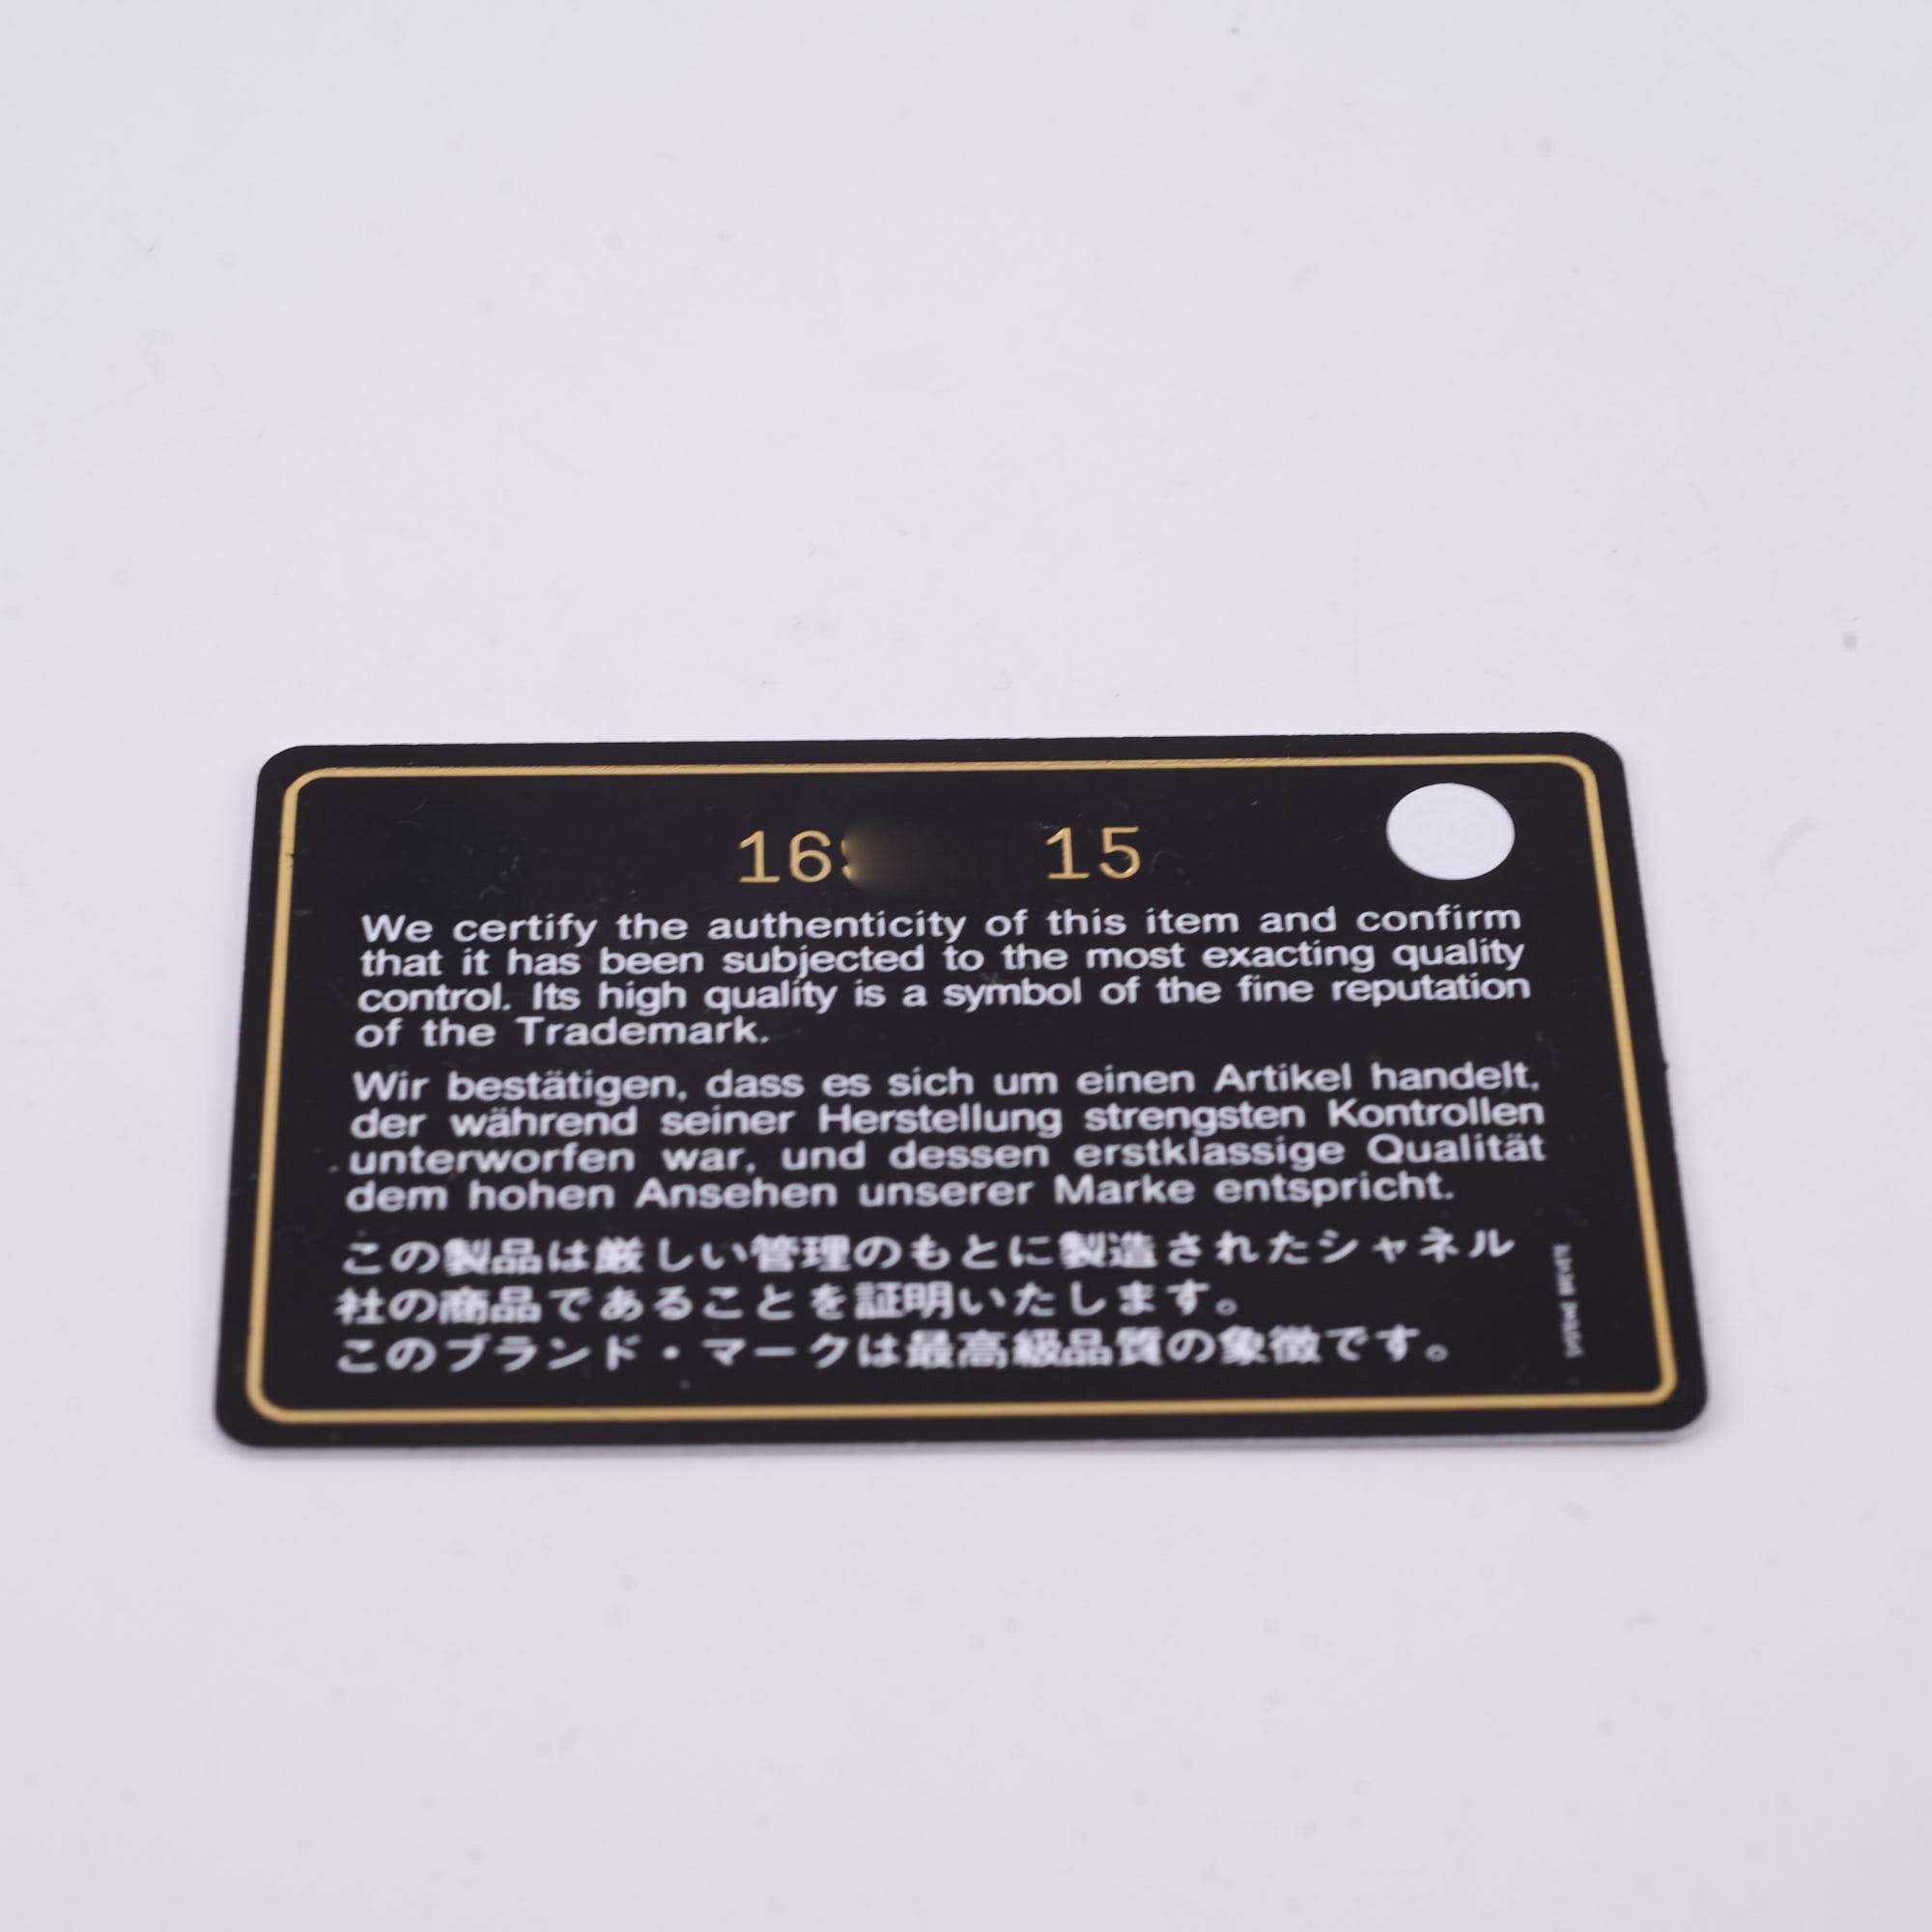 16 15
We certify the authenticity of this item and confirm
that it has been subjected to the most exacting quality
control. Its high quality is a symbol of the fine reputation
of the Trademark.
Wir bestätigen, dass es sich um einen Artikel handelt,
der während seiner Herstellung strengsten Kontrollen
unterworfen war, und dessen erstklassige Qualität
dem hohen Ansehen unserer Marke entspricht.
この製品は厳しい管理のもとに製造されたシャネル
社の商品であることを証明いたします。
このブランド・マークは最高級品質の象徴です。